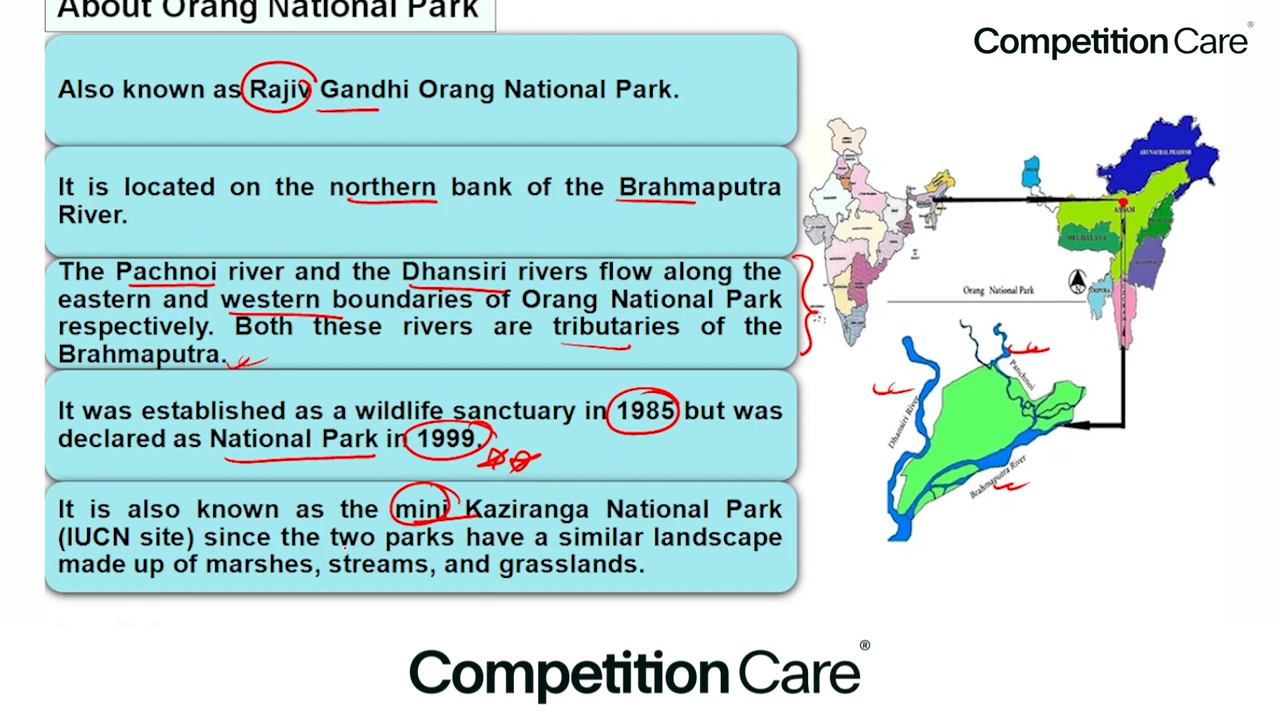 About Orang National Park
Competition Care®
Also known as Rajiv Gandhi Orang National Park.
It is located on the northern bank of the Brahmaputra
River.
The Pachnoi river and the Dhansiri rivers flow along the
eastern and western boundaries of Orang National Park
respectively. Both these rivers are tributaries of the
Brahmaputra.
It was established as a wildlife sanctuary in 1985 but was
declared as National Park in 1999.
It is also known as the mini Kaziranga National Park
(IUCN site) since the two parks have a similar landscape
made up of marshes, streams, and grasslands.
ARUNACHAL PRADESH
ASSAM
MEGHALAYA
TRIPURA
Orang National Park
Panchnoi
Dhansiri River
Brahmaputra River
Competition Care®